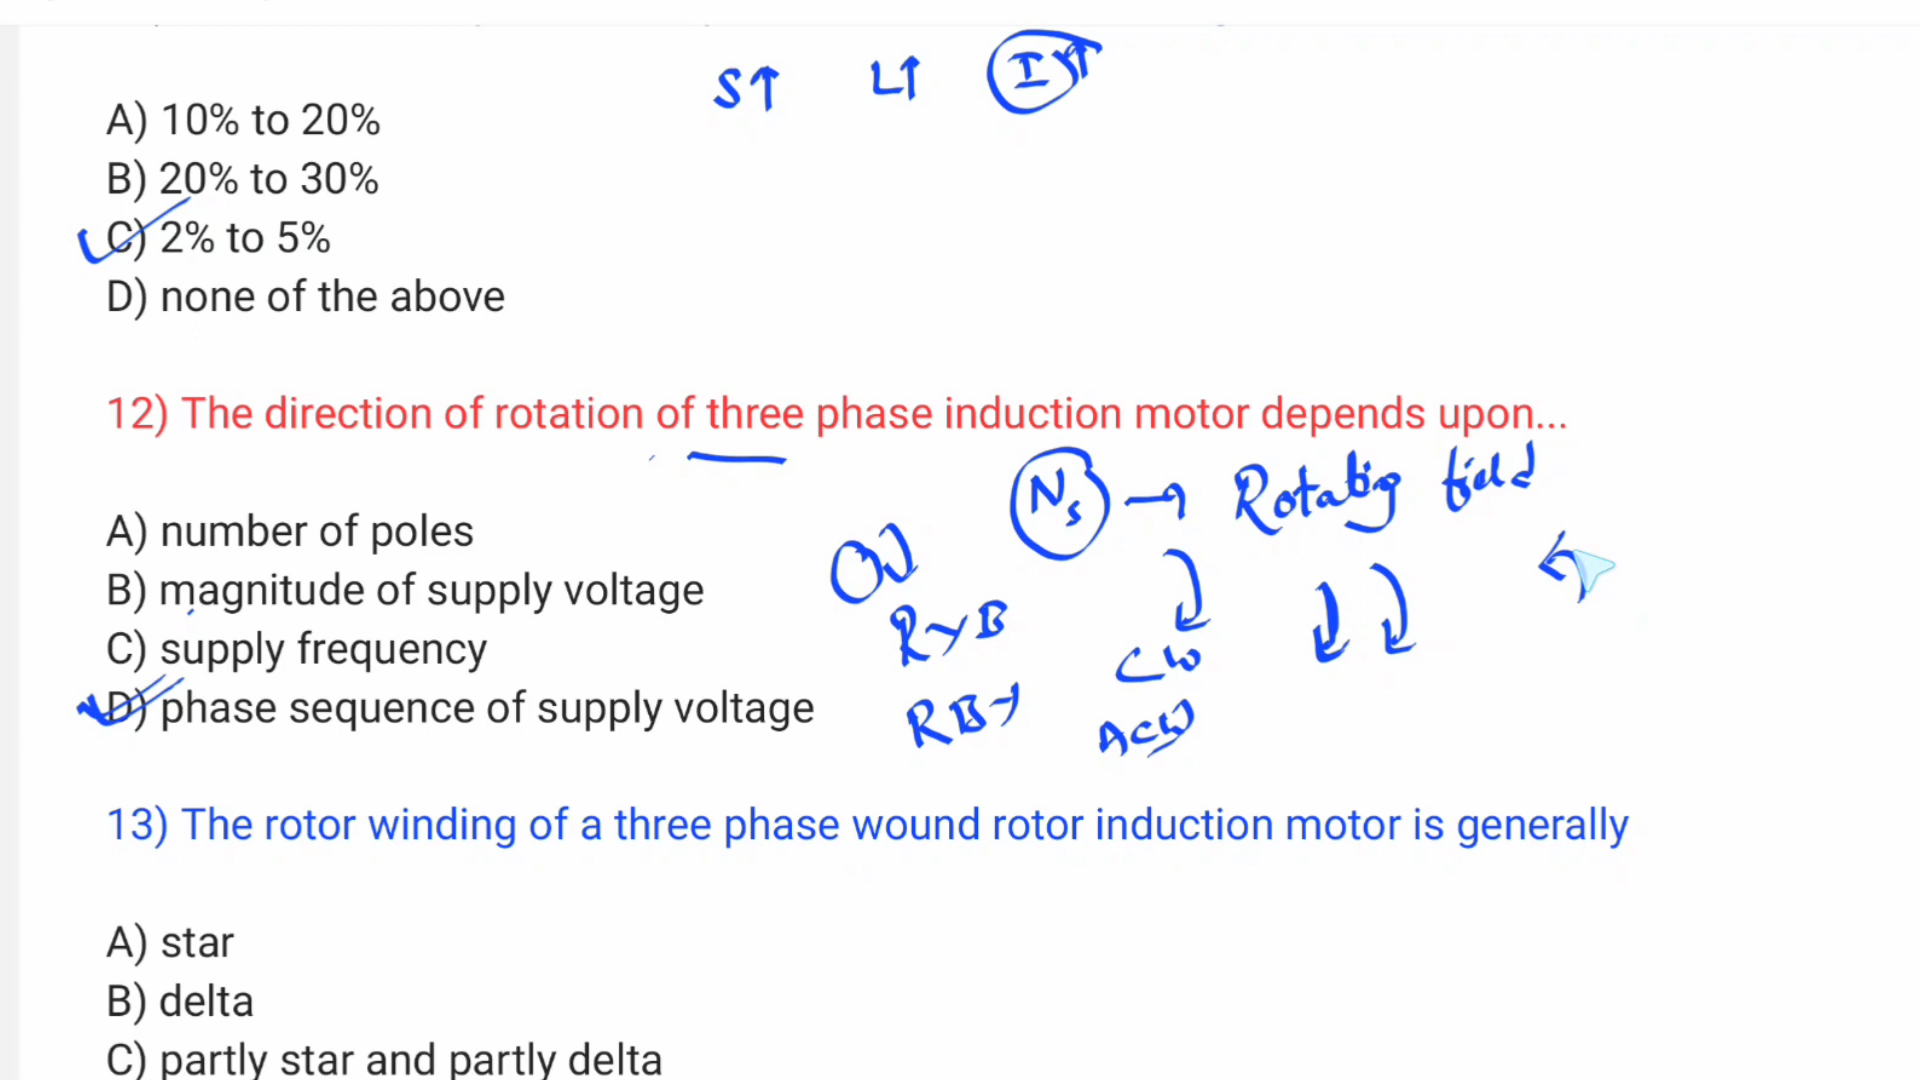 S↑ L↑ I↑
A) 10% to 20%
B) 20% to 30%
C) 2% to 5%
D) none of the above
12) The direction of rotation of three phase induction motor depends upon...
Ns → Rotating field
A) number of poles
B) magnitude of supply voltage
RYB
CW
C) supply frequency
D) phase sequence of supply voltage
RBY
ACW
13) The rotor winding of a three phase wound rotor induction motor is generally
A) star
B) delta
C) partly star and partly delta